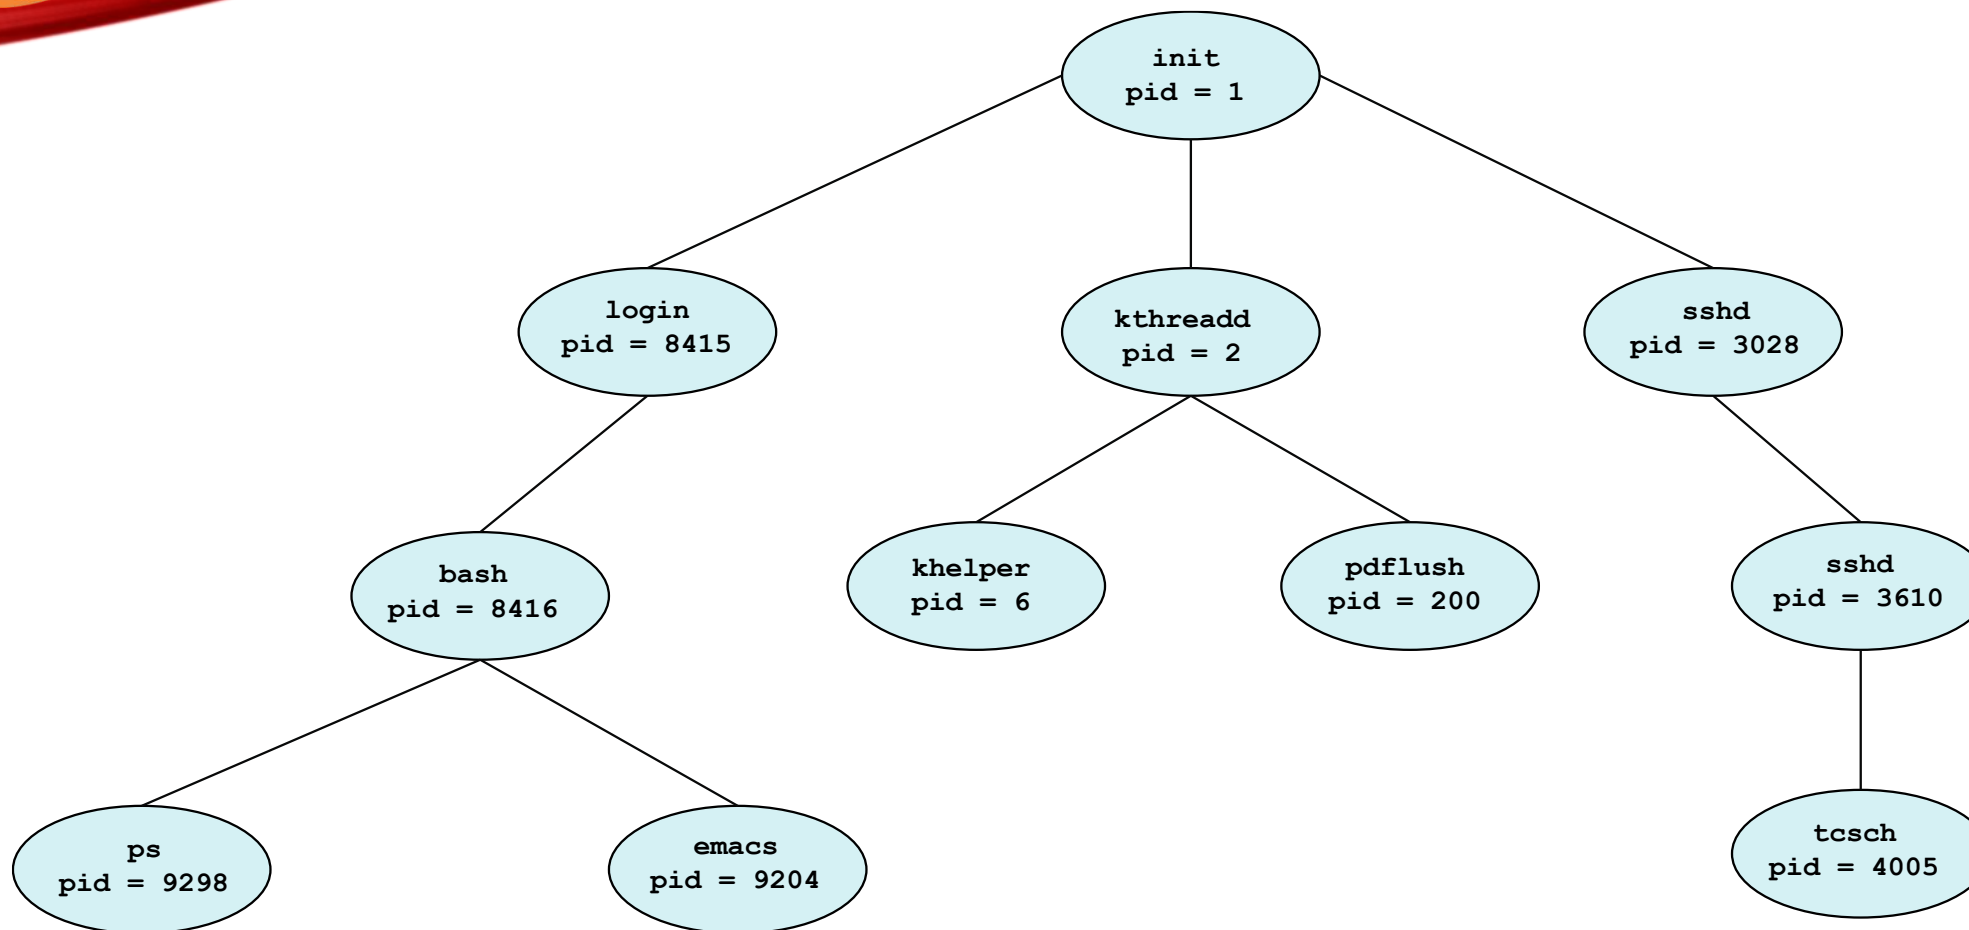 init
pid = 1
login
pid = 8415
kthreadd
pid = 2
sshd
pid = 3028
bash
pid = 8416
khelper
pid = 6
pdflush
pid = 200
sshd
pid = 3610
ps
pid = 9298
emacs
pid = 9204
tcsch
pid = 4005